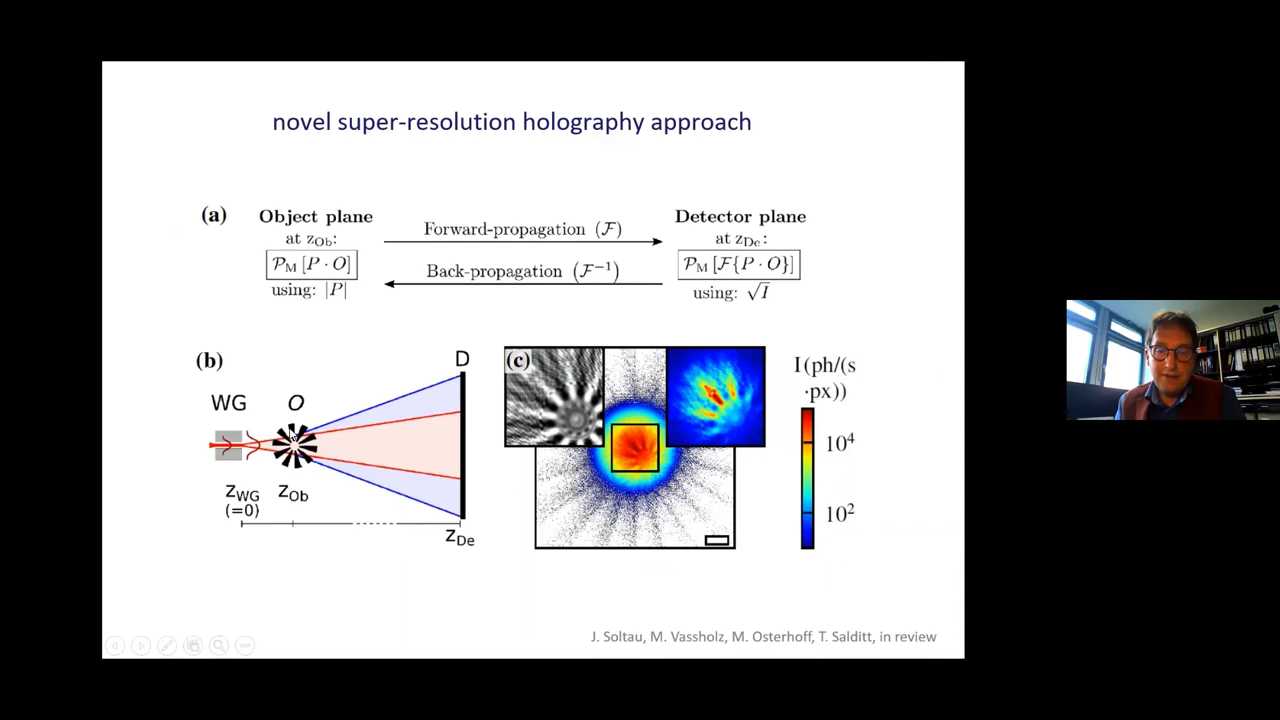 novel super-resolution holography approach
(a)
Object plane
at z_Ob:
𝒫_M [P · O]
using: |P|
Forward-propagation (ℱ)
Back-propagation (ℱ⁻¹)
Detector plane
at z_De:
𝒫_M [ℱ{P · O}]
using: √I
(b)
WG
O
D
z_WG
(=0)
z_Ob
z_De
(c)
I(ph/(s
·px))
10⁴
10²
J. Soltau, M. Vassholz, M. Osterhoff, T. Salditt, in review